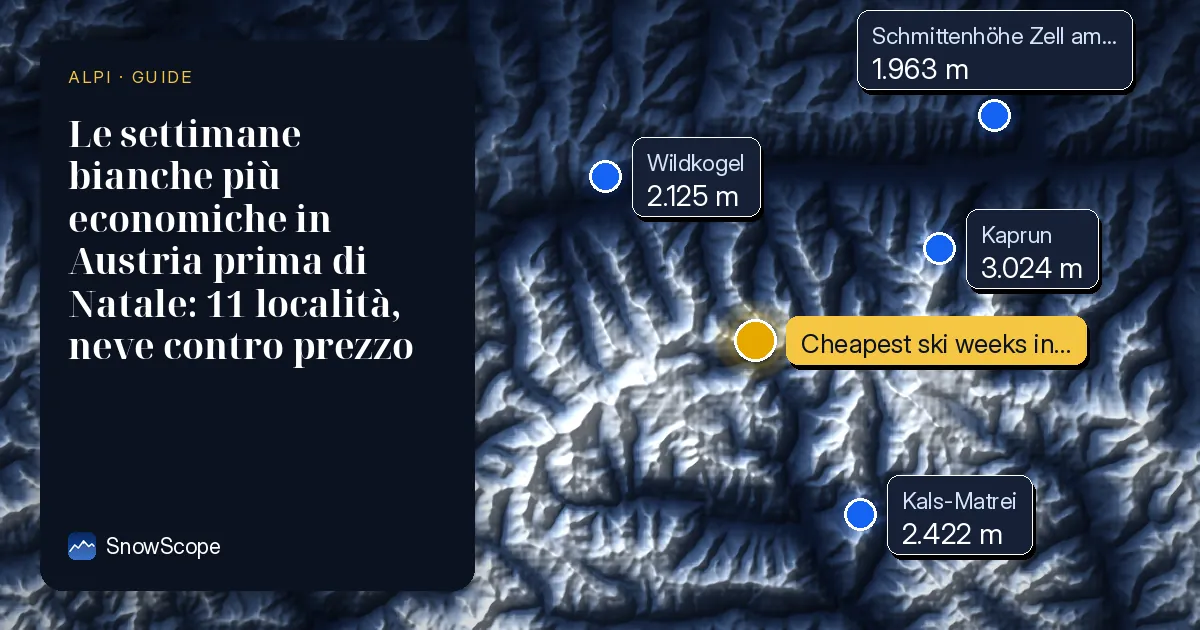 ALPI · GUIDE
Le settimane
bianche più
economiche in
Austria prima di
Natale: 11 località,
neve contro prezzo
SnowScope
Schmittenhöhe Zell am...
1.963 m
Wildkogel
2.125 m
Kaprun
3.024 m
Cheapest ski weeks in...
Kals-Matrei
2.422 m